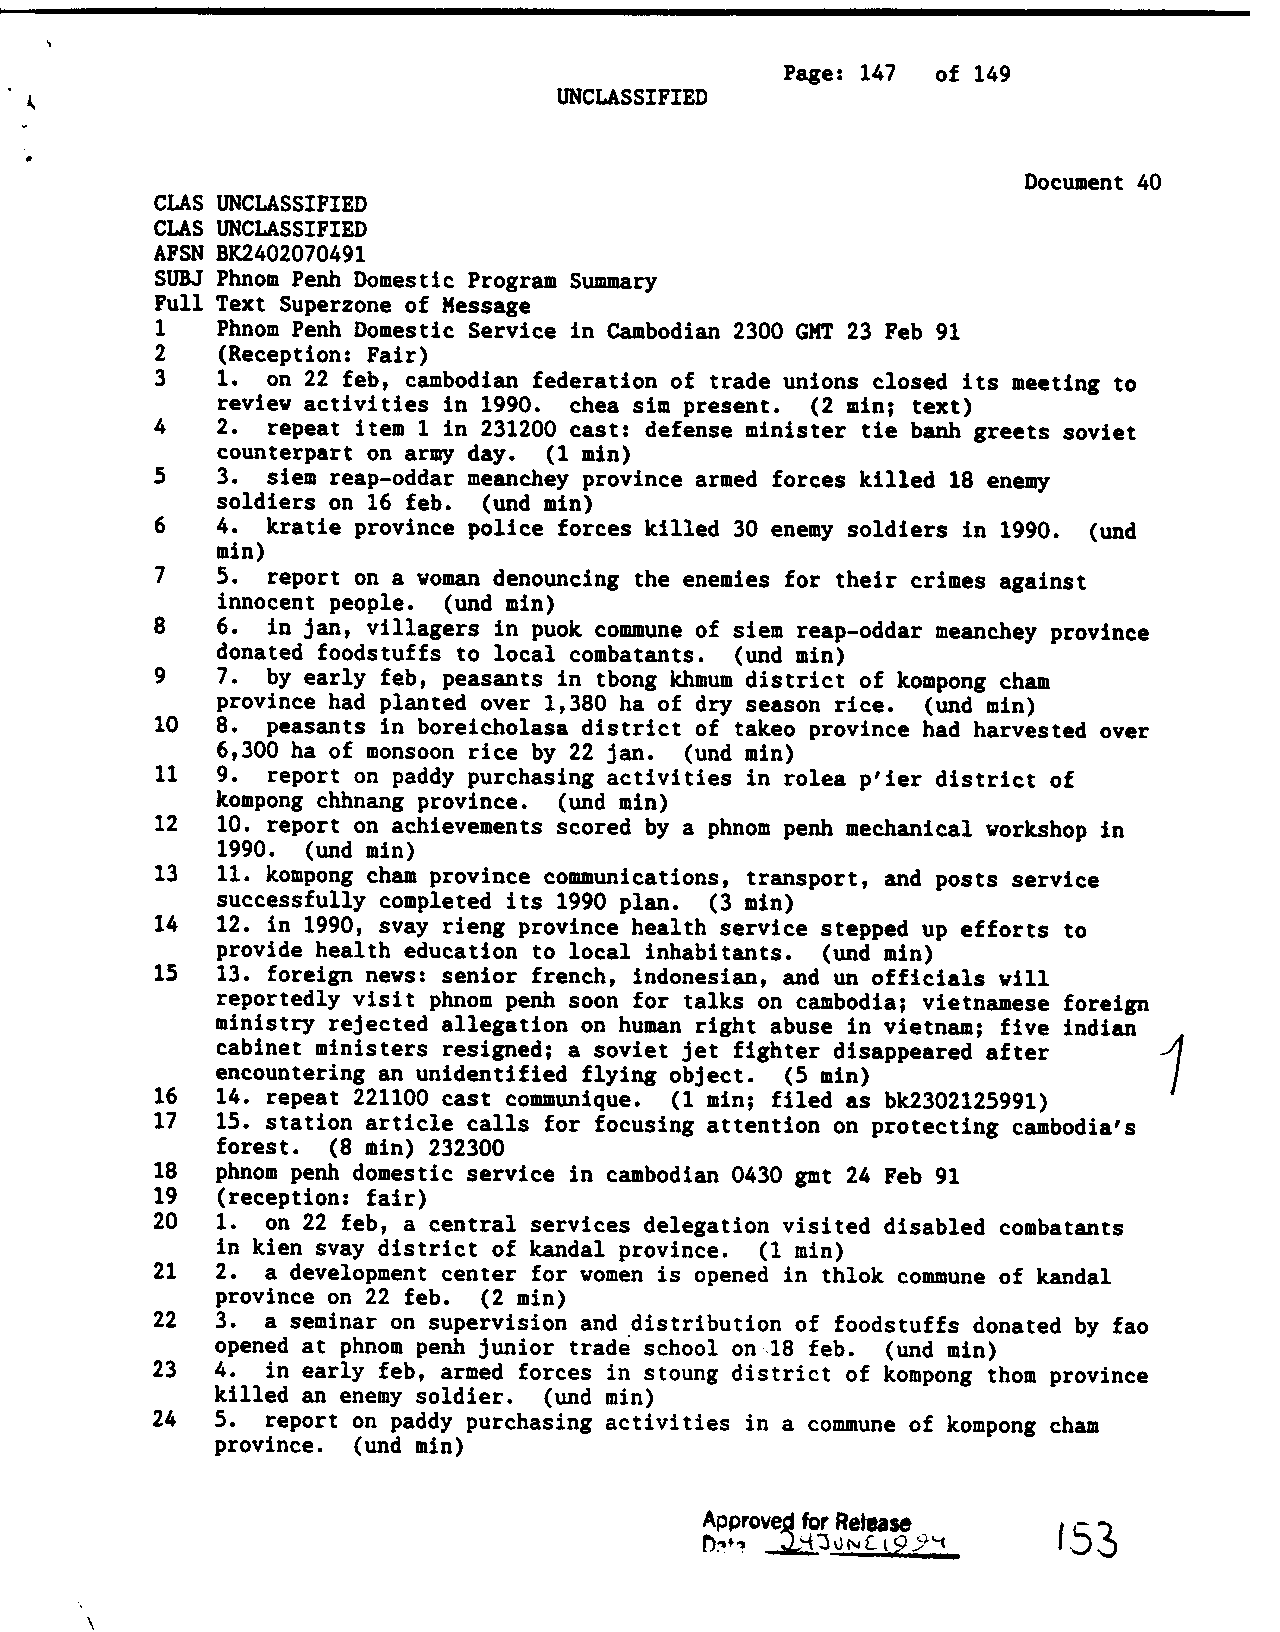 Page: 147 of 149
UNCLASSIFIED
Document 40
CLAS UNCLASSIFIED
CLAS UNCLASSIFIED
AFSN BK2402070491
SUBJ Phnom Penh Domestic Program Summary
Full Text Superzone of Message
1 Phnom Penh Domestic Service in Cambodian 2300 GMT 23 Feb 91
2 (Reception: Fair)
3 1. on 22 feb, cambodian federation of trade unions closed its meeting to
review activities in 1990. chea sim present. (2 min; text)
4 2. repeat item 1 in 231200 cast: defense minister tie banh greets soviet
counterpart on army day. (1 min)
5 3. siem reap-oddar meanchey province armed forces killed 18 enemy
soldiers on 16 feb. (und min)
6 4. kratie province police forces killed 30 enemy soldiers in 1990. (und
min)
7 5. report on a woman denouncing the enemies for their crimes against
innocent people. (und min)
8 6. in jan, villagers in puok commune of siem reap-oddar meanchey province
donated foodstuffs to local combatants. (und min)
9 7. by early feb, peasants in tbong khmum district of kompong cham
province had planted over 1,380 ha of dry season rice. (und min)
10 8. peasants in boreicholasa district of takeo province had harvested over
6,300 ha of monsoon rice by 22 jan. (und min)
11 9. report on paddy purchasing activities in rolea p'ier district of
kompong chhnang province. (und min)
12 10. report on achievements scored by a phnom penh mechanical workshop in
1990. (und min)
13 11. kompong cham province communications, transport, and posts service
successfully completed its 1990 plan. (3 min)
14 12. in 1990, svay rieng province health service stepped up efforts to
provide health education to local inhabitants. (und min)
15 13. foreign news: senior french, indonesian, and un officials will
reportedly visit phnom penh soon for talks on cambodia; vietnamese foreign
ministry rejected allegation on human right abuse in vietnam; five indian
cabinet ministers resigned; a soviet jet fighter disappeared after
encountering an unidentified flying object. (5 min)
1
16 14. repeat 221100 cast communique. (1 min; filed as bk2302125991)
17 15. station article calls for focusing attention on protecting cambodia's
forest. (8 min) 232300
18 phnom penh domestic service in cambodian 0430 gmt 24 Feb 91
19 (reception: fair)
20 1. on 22 feb, a central services delegation visited disabled combatants
in kien svay district of kandal province. (1 min)
21 2. a development center for women is opened in thlok commune of kandal
province on 22 feb. (2 min)
22 3. a seminar on supervision and distribution of foodstuffs donated by fao
opened at phnom penh junior trade school on 18 feb. (und min)
23 4. in early feb, armed forces in stoung district of kompong thom province
killed an enemy soldier. (und min)
24 5. report on paddy purchasing activities in a commune of kompong cham
province. (und min)
Approved for Release
Date 24 JUNE 1994
153